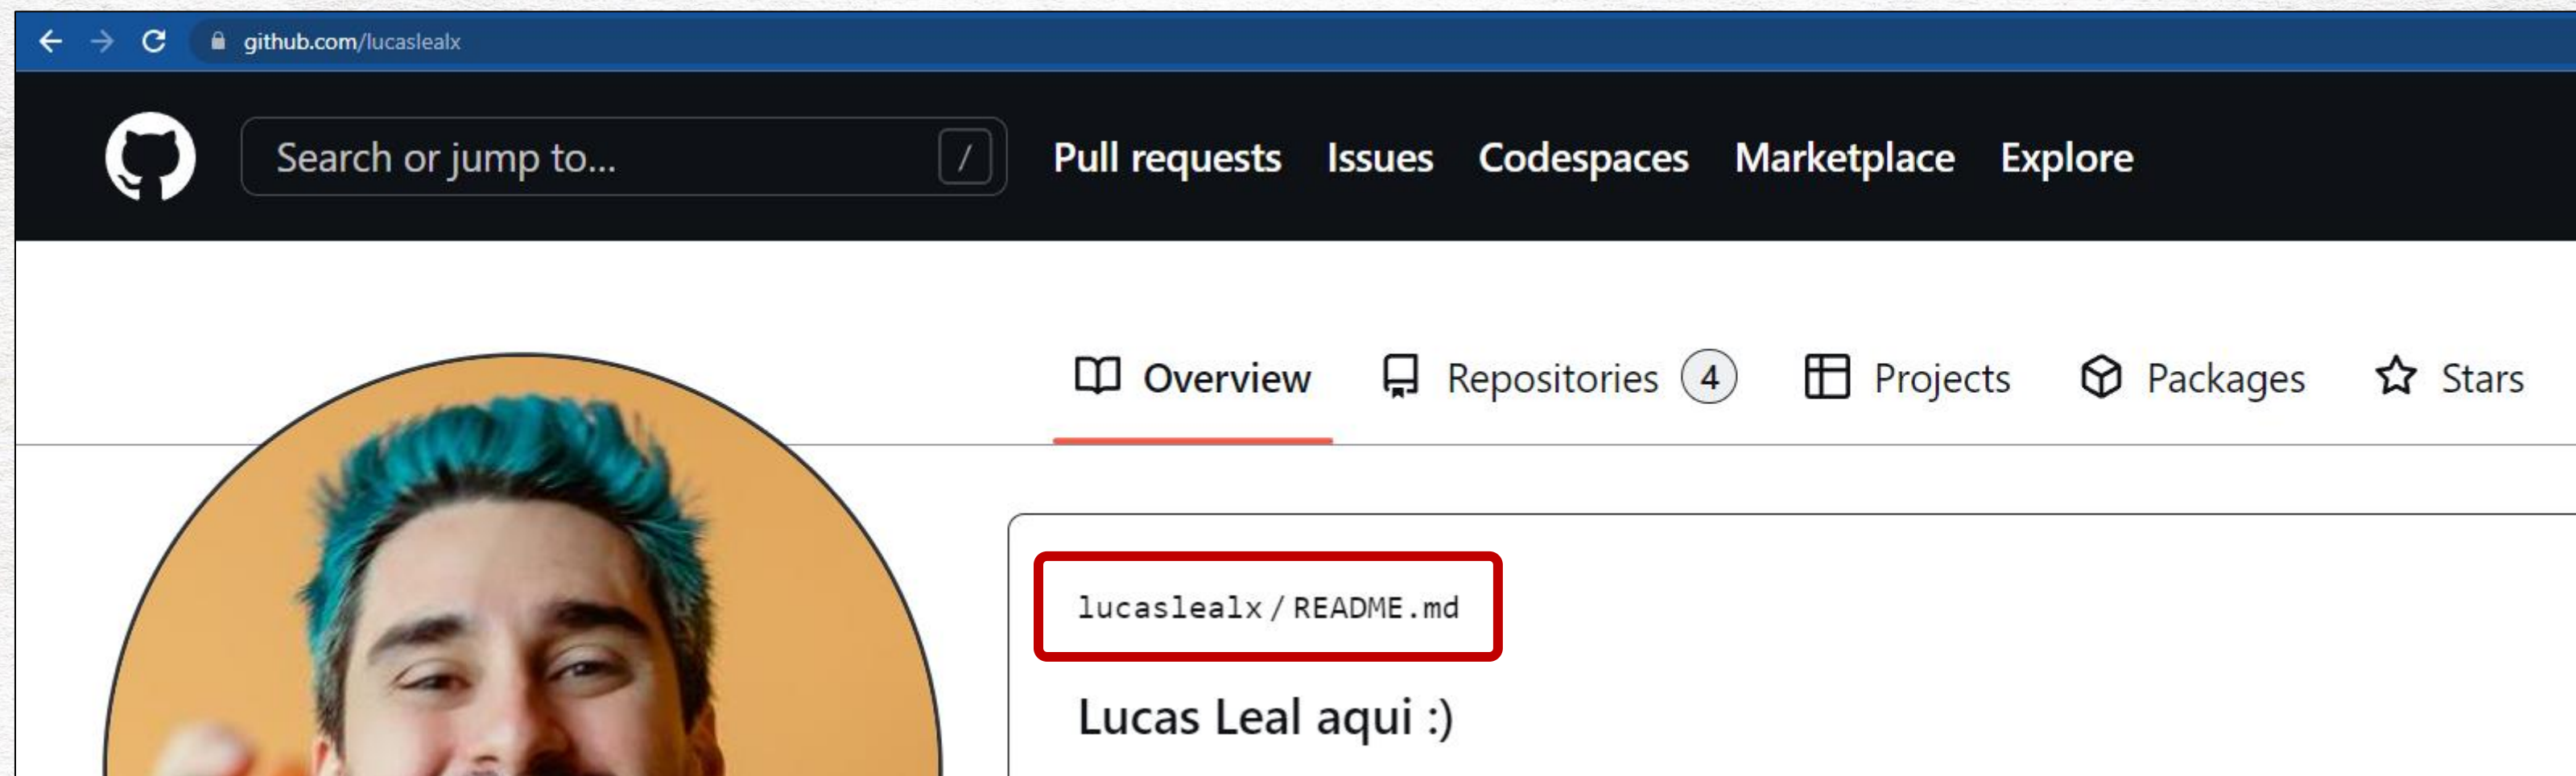 github.com/lucaslealx
Search or jump to... / Pull requests Issues Codespaces Marketplace Explore
Overview Repositories 4 Projects Packages Stars
lucaslealx / README.md
Lucas Leal aqui :)